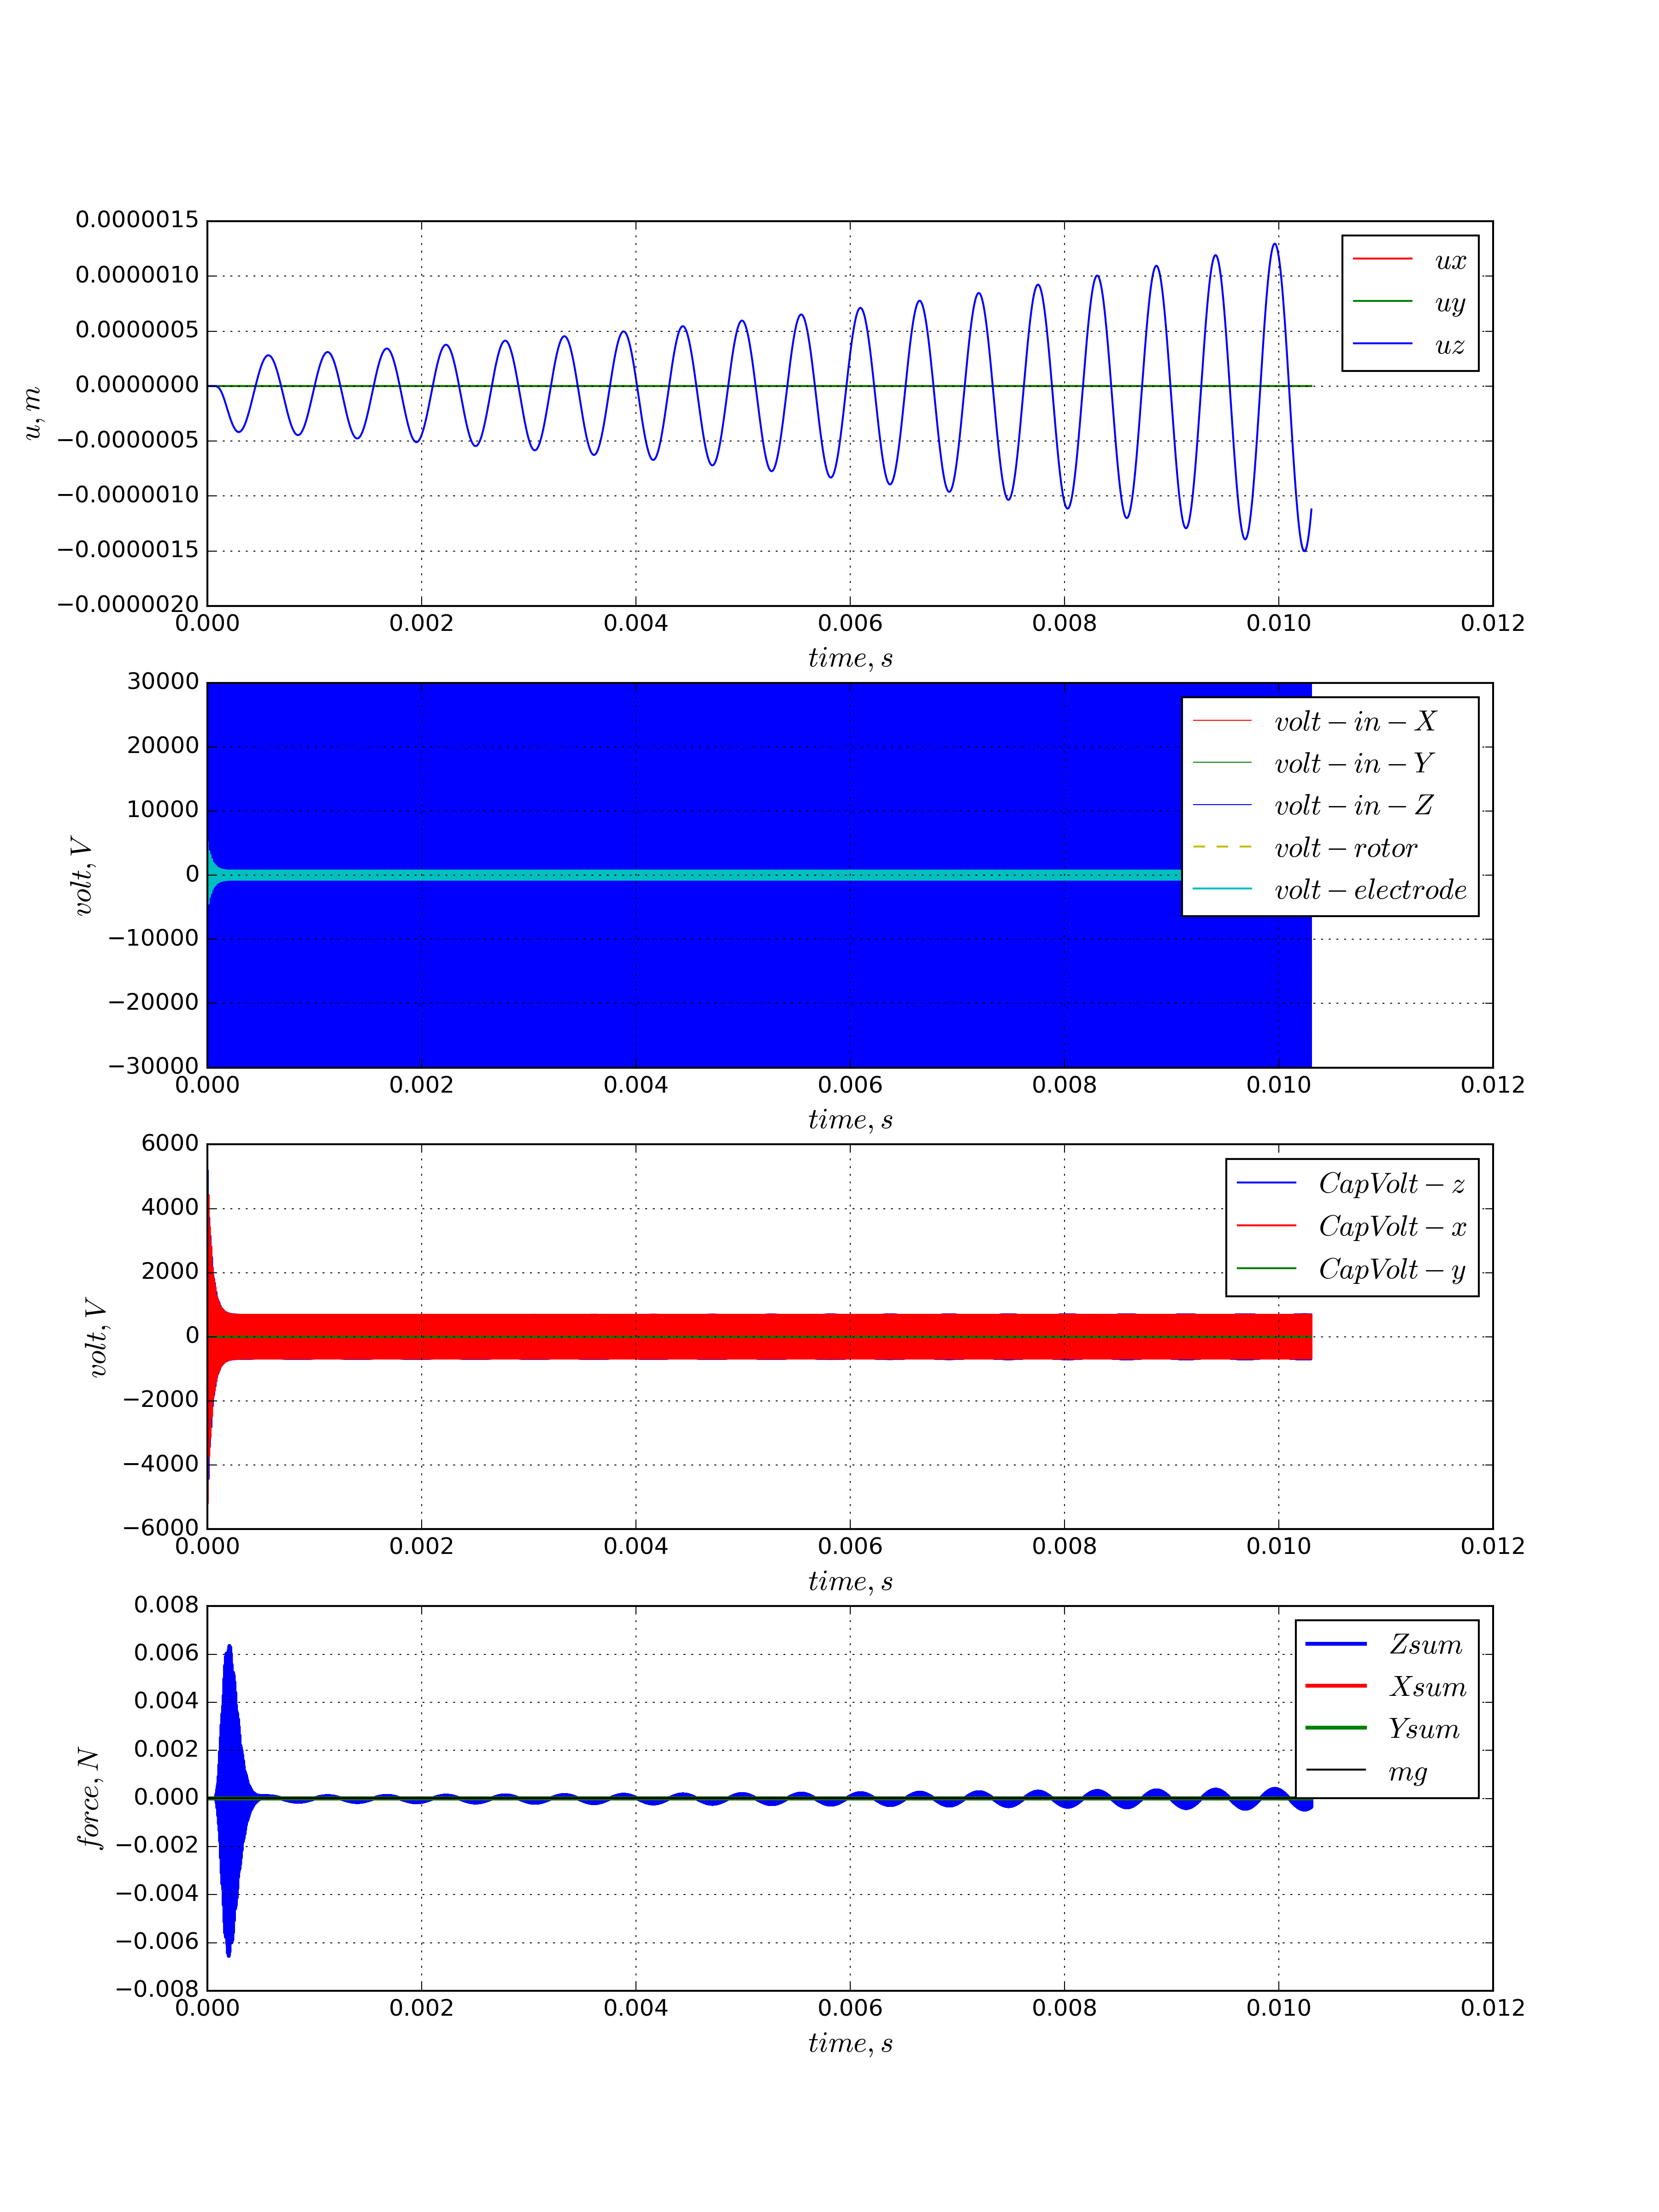 0.0000015
0.0000010
0.0000005
0.0000000
−0.0000005
−0.0000010
−0.0000015
−0.0000020
u, m
ux
uy
uz
0.000 0.002 0.004 0.006 0.008 0.010 0.012
time, s
30000
20000
10000
0
−10000
−20000
−30000
volt, V
volt − in − X
volt − in − Y
volt − in − Z
volt − rotor
volt − electrode
0.000 0.002 0.004 0.006 0.008 0.010 0.012
time, s
6000
4000
2000
0
−2000
−4000
−6000
volt, V
CapVolt − z
CapVolt − x
CapVolt − y
0.000 0.002 0.004 0.006 0.008 0.010 0.012
time, s
0.008
0.006
0.004
0.002
0.000
−0.002
−0.004
−0.006
−0.008
force, N
Zsum
Xsum
Ysum
mg
0.000 0.002 0.004 0.006 0.008 0.010 0.012
time, s